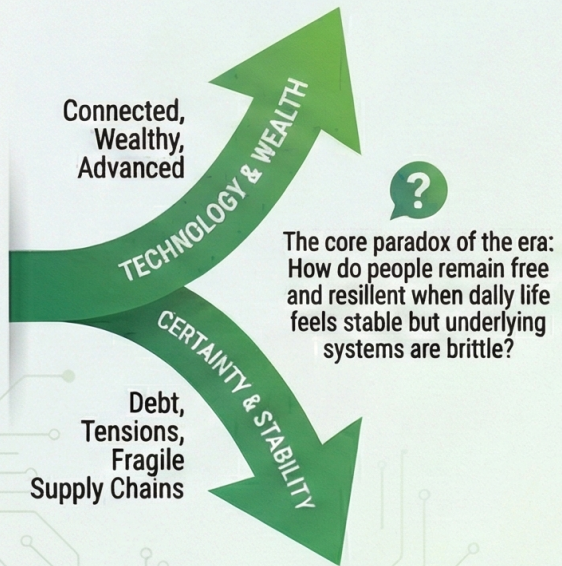 Connected,
Wealthy,
Advanced
TECHNOLOGY & WEALTH
?
The core paradox of the era:
How do people remain free
and resillent when dally life
feels stable but underlying
systems are brittle?
CERTAINTY & STABILITY
Debt,
Tensions,
Fragile
Supply Chains